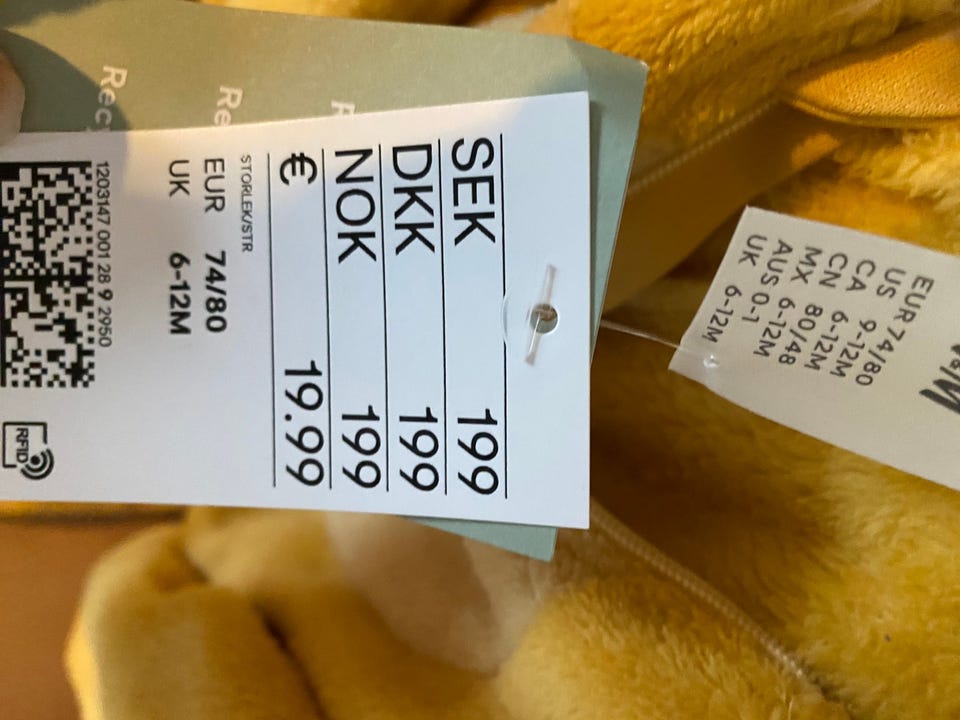 SEK 199
DKK 199
NOK 199
€ 19.99
STORLEK/STR
EUR 74/80
UK 6-12M
1203147 001 28 9 2950
RFID
EUR74/80
US 9-12M
CA 6-12M
CN 80/48
MX 6-12M
AUS 0-1
UK 6-12M